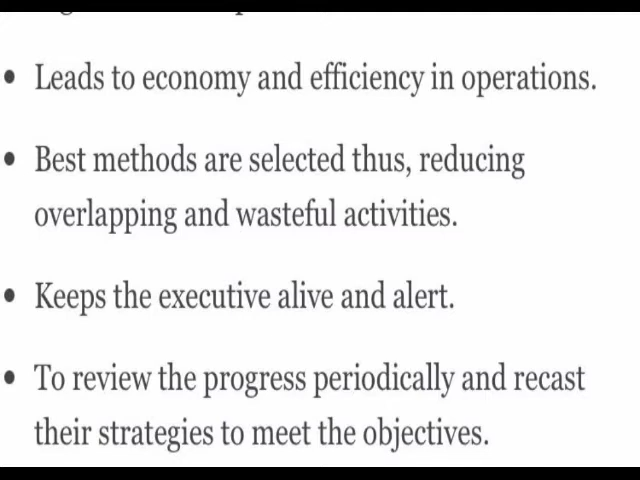 • Leads to economy and efficiency in operations.
• Best methods are selected thus, reducing
overlapping and wasteful activities.
• Keeps the executive alive and alert.
• To review the progress periodically and recast
their strategies to meet the objectives.